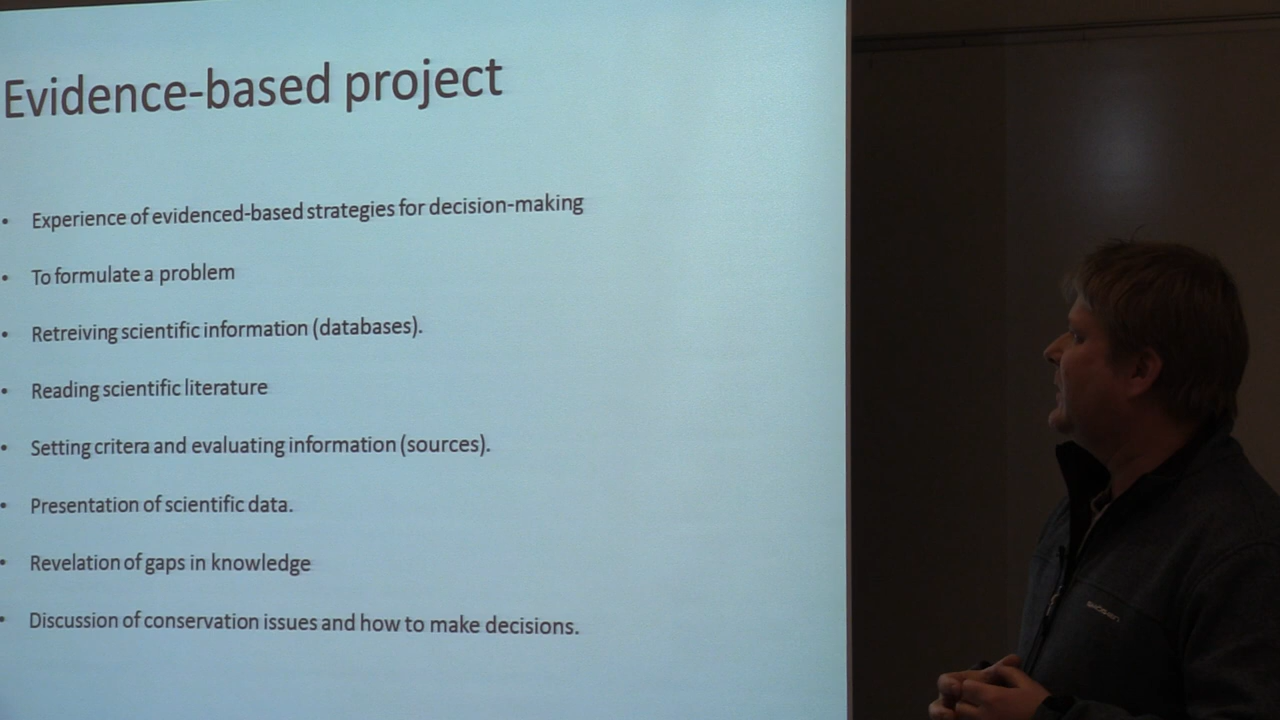 Evidence-based project
• Experience of evidenced-based strategies for decision-making
• To formulate a problem
• Retreiving scientific information (databases).
• Reading scientific literature
• Setting critera and evaluating information (sources).
• Presentation of scientific data.
• Revelation of gaps in knowledge
• Discussion of conservation issues and how to make decisions.